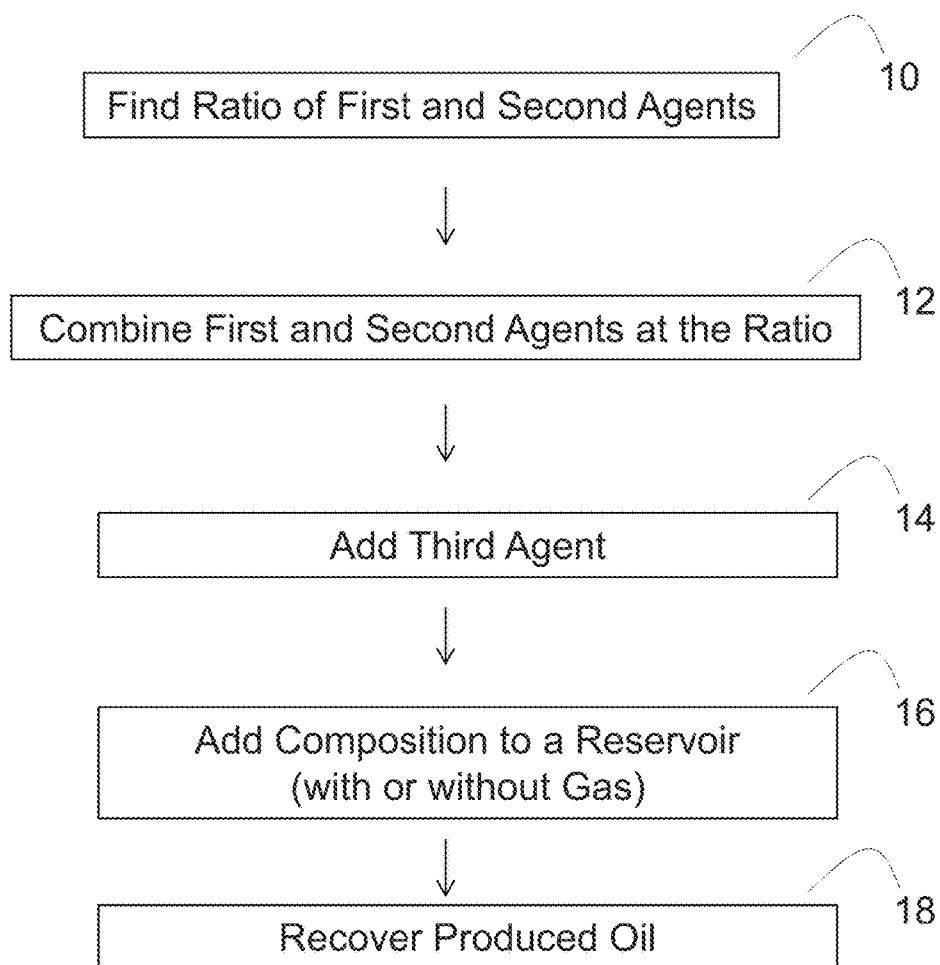 10
Find Ratio of First and Second Agents
12
Combine First and Second Agents at the Ratio
14
Add Third Agent
16
Add Composition to a Reservoir
(with or without Gas)
18
Recover Produced Oil